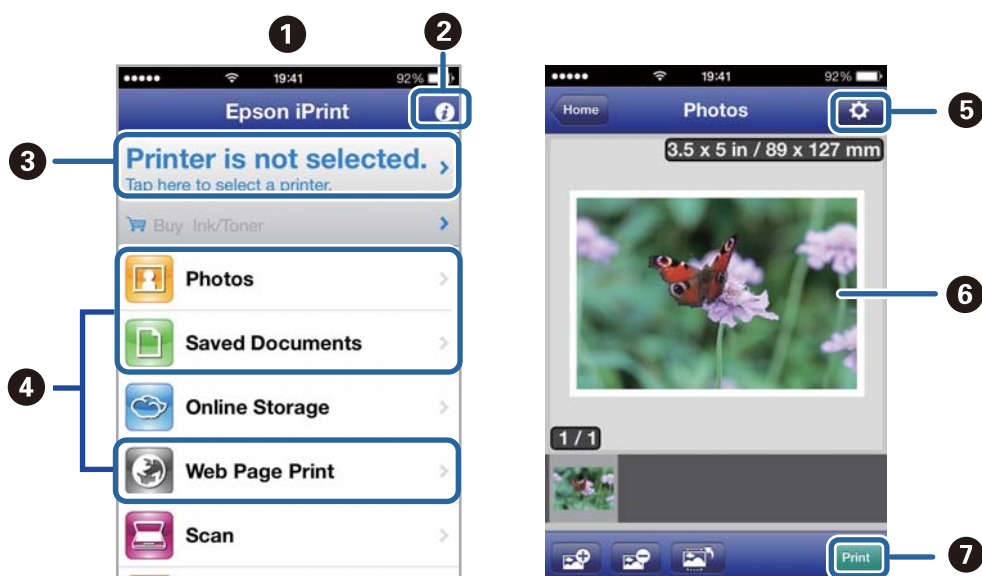 1
2
19:41
92%
Epson iPrint
3
Printer is not selected.
Tap here to select a printer.
Buy Ink/Toner
4
Photos
Saved Documents
Online Storage
Web Page Print
Scan
19:41
92%
Home
Photos
5
3.5 x 5 in / 89 x 127 mm
6
1 / 1
Print
7